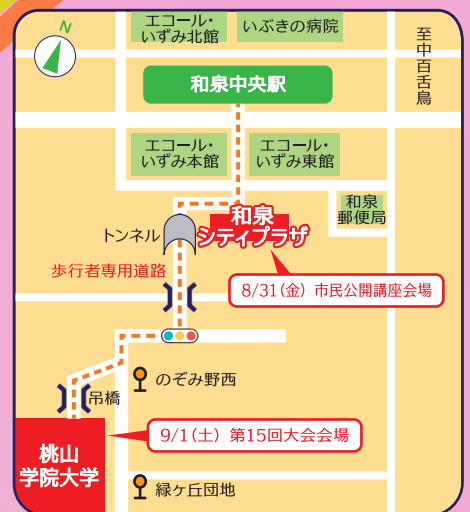 N
エコール・
いずみ北館
いぶきの病院
至中百舌鳥
和泉中央駅
エコール・
いずみ本館
エコール・
いずみ東館
和泉
シティプラザ
和泉
郵便局
トンネル
歩行者専用道路
8/31(金) 市民公開講座会場
のぞみ野西
吊橋
9/1(土) 第15回大会会場
桃山
学院大学
緑ヶ丘団地